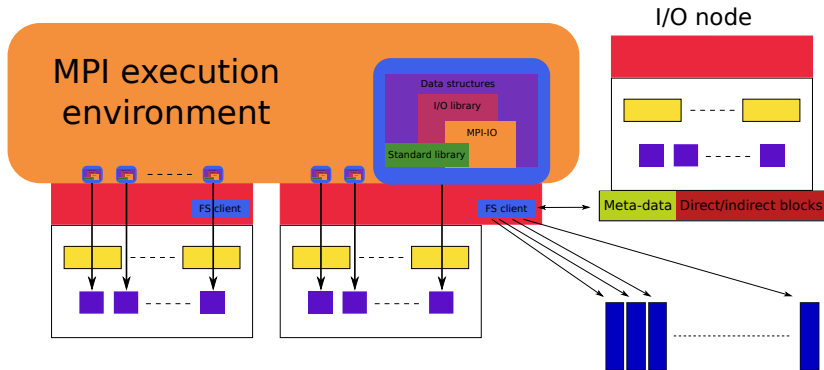 I/O node
MPI execution
environment
Data structures
I/O library
MPI-IO
Standard library
FS client
FS client
Meta-data
Direct/indirect blocks